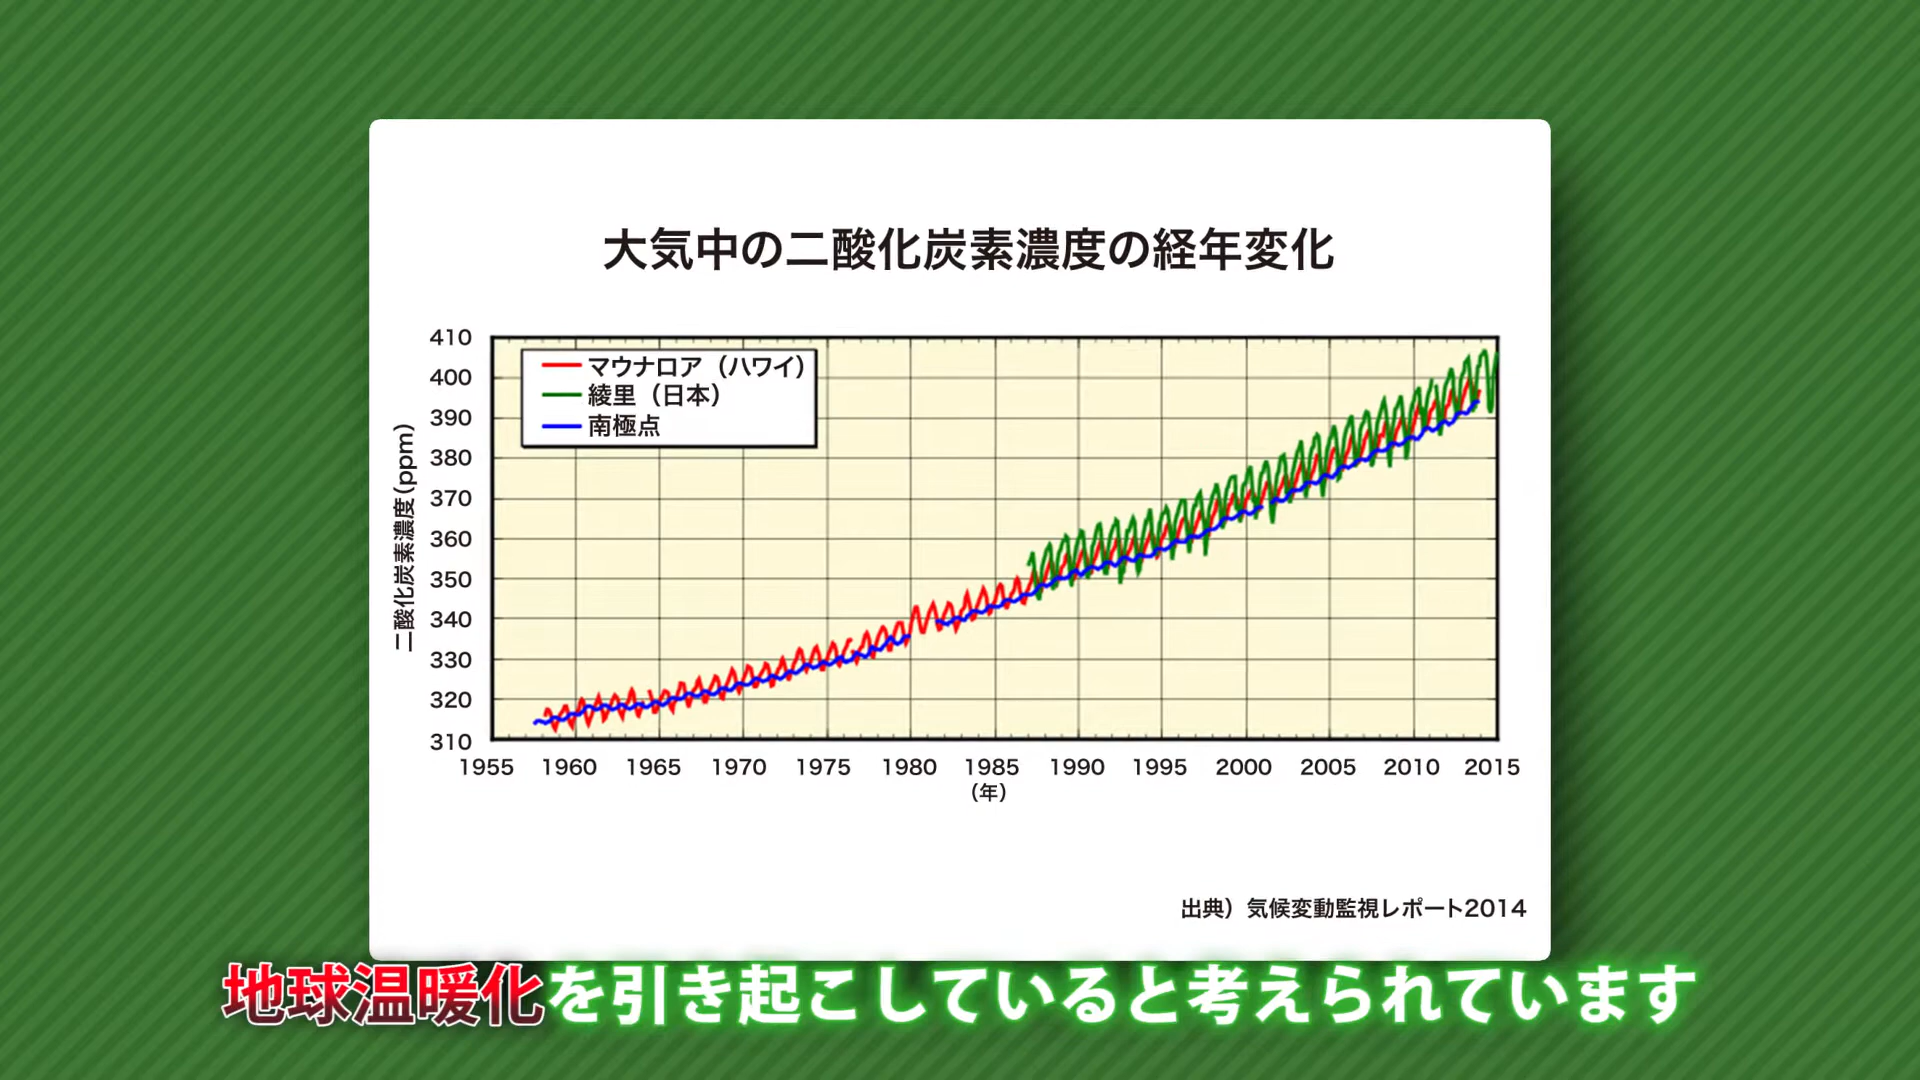 大気中の二酸化炭素濃度の経年変化
マウナロア（ハワイ）
綾里（日本）
南極点
二酸化炭素濃度(ppm)
410
400
390
380
370
360
350
340
330
320
310
1955 1960 1965 1970 1975 1980 1985 1990 1995 2000 2005 2010 2015
（年）
出典）気候変動監視レポート2014
地球温暖化を引き起こしていると考えられています